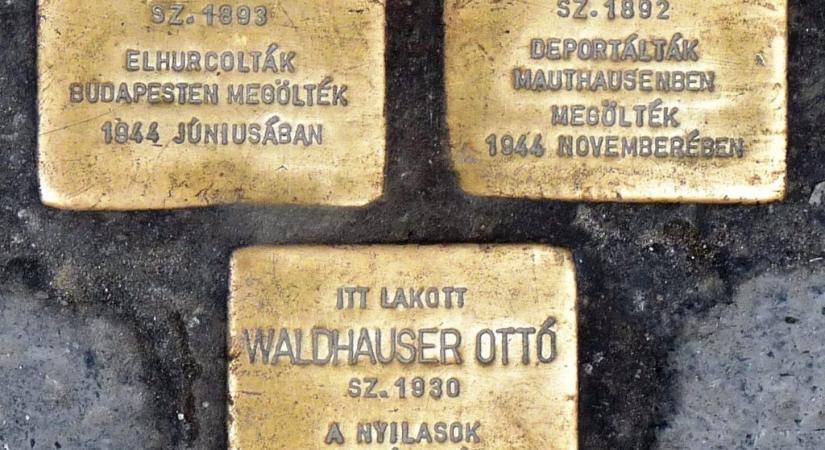 SZ. 1893
ELHURCOLTÁK
BUDAPESTEN MEGÖLTÉK
1944 JÚNIUSÁBAN
SZ. 1892
DEPORTÁLTÁK
MAUTHAUSENBEN
MEGÖLTÉK
1944 NOVEMBERÉBEN
ITT LAKOTT
WALDHAUSER OTTÓ
SZ. 1930
A NYILASOK